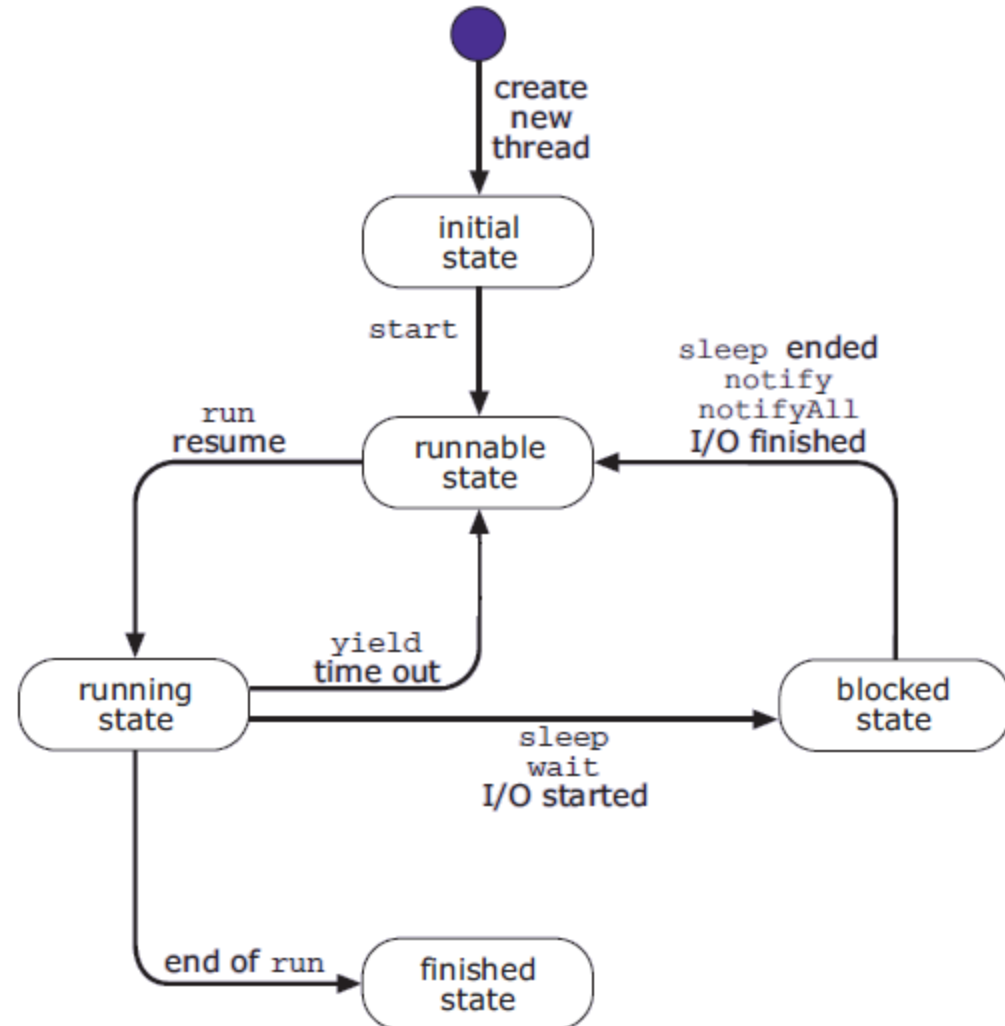 create
new
thread
initial
state
start
sleep ended
notify
notifyAll
I/O finished
run
resume
runnable
state
yield
time out
running
state
blocked
state
sleep
wait
I/O started
end of run
finished
state